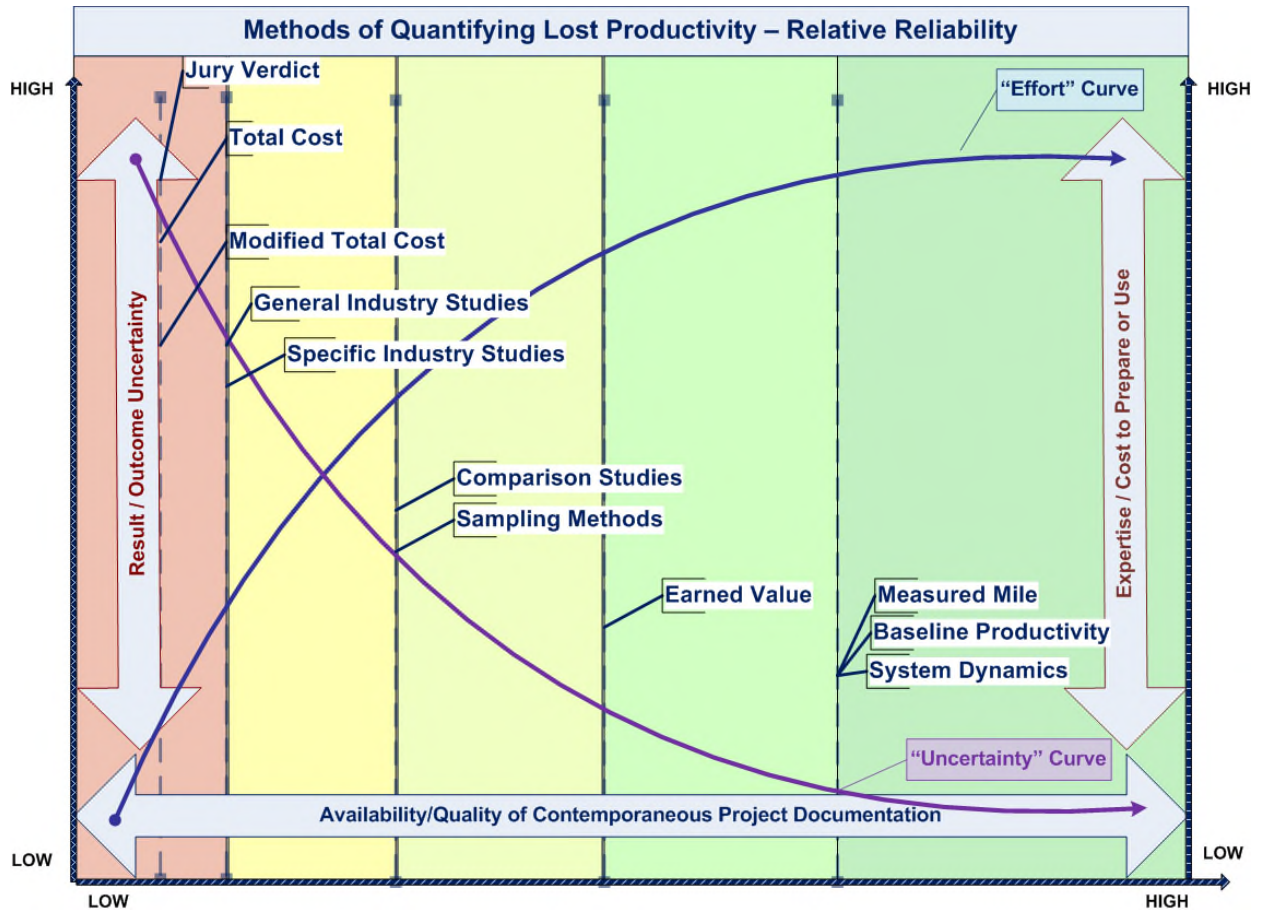 Methods of Quantifying Lost Productivity – Relative Reliability
HIGH
HIGH
Jury Verdict
"Effort" Curve
Total Cost
Modified Total Cost
General Industry Studies
Specific Industry Studies
Result / Outcome Uncertainty
Expertise / Cost to Prepare or Use
Comparison Studies
Sampling Methods
Earned Value
Measured Mile
Baseline Productivity
System Dynamics
"Uncertainty" Curve
Availability/Quality of Contemporaneous Project Documentation
LOW
LOW
LOW
HIGH